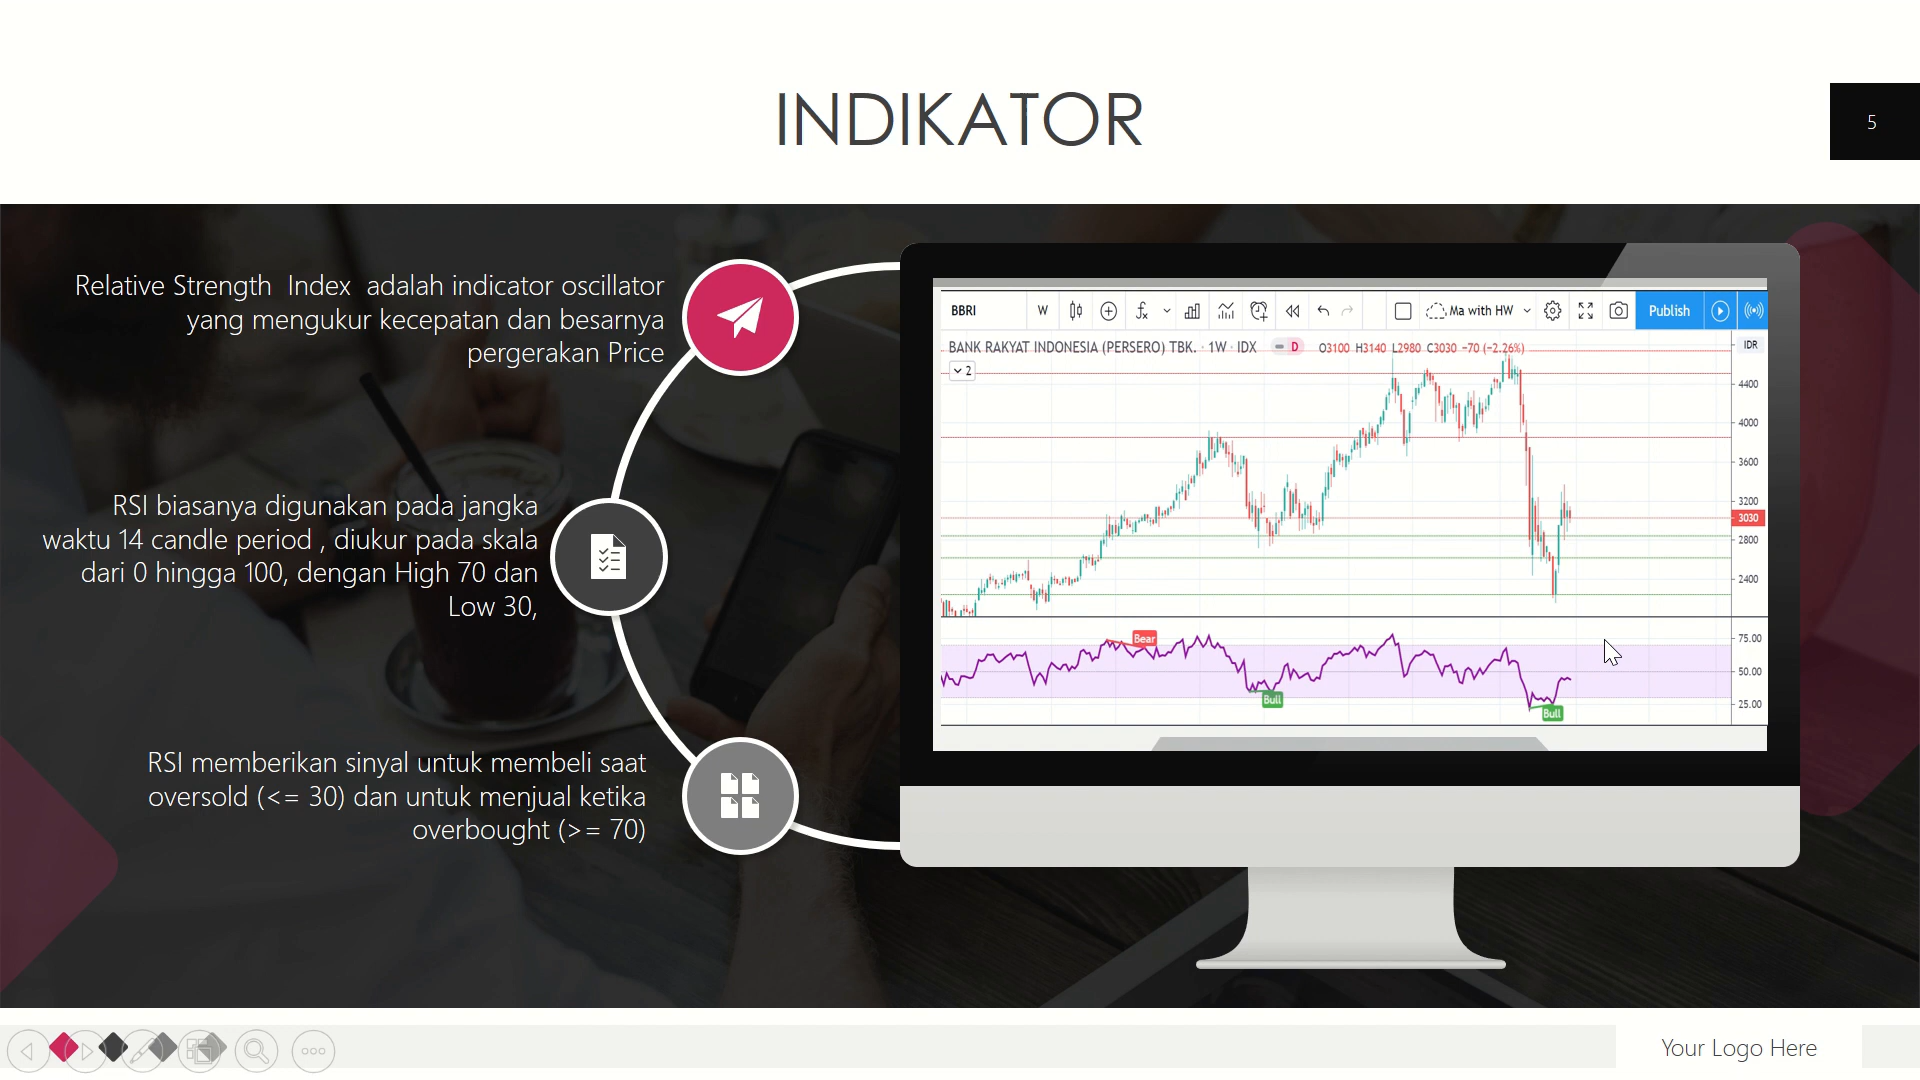 INDIKATOR
5
Relative Strength  Index  adalah indicator oscillator
yang mengukur kecepatan dan besarnya
pergerakan Price
RSI biasanya digunakan pada jangka
waktu 14 candle period , diukur pada skala
dari 0 hingga 100, dengan High 70 dan
Low 30,
RSI memberikan sinyal untuk membeli saat
oversold (<= 30) dan untuk menjual ketika
overbought (>= 70)
BBRI W Ma with HW Publish
BANK RAKYAT INDONESIA (PERSERO) TBK. · 1W · IDX D O3100 H3140 L2980 C3030 −70 (−2.26%) IDR
2
4400
4000
3600
3200
3030
2800
2400
Bear
75.00
50.00
Bull
25.00
Bull
Your Logo Here